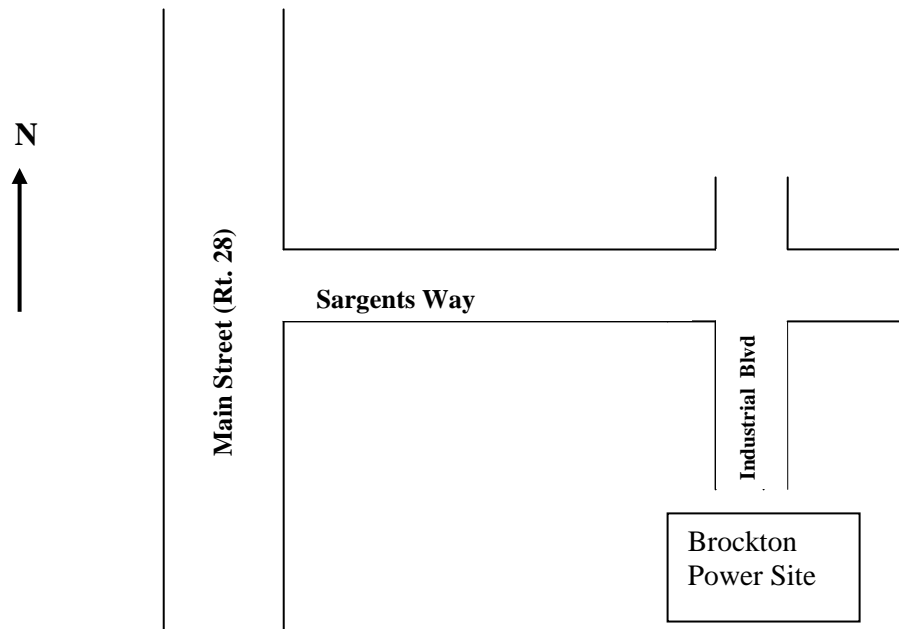 N
Main Street (Rt. 28)
Sargents Way
Industrial Blvd
Brockton
Power Site